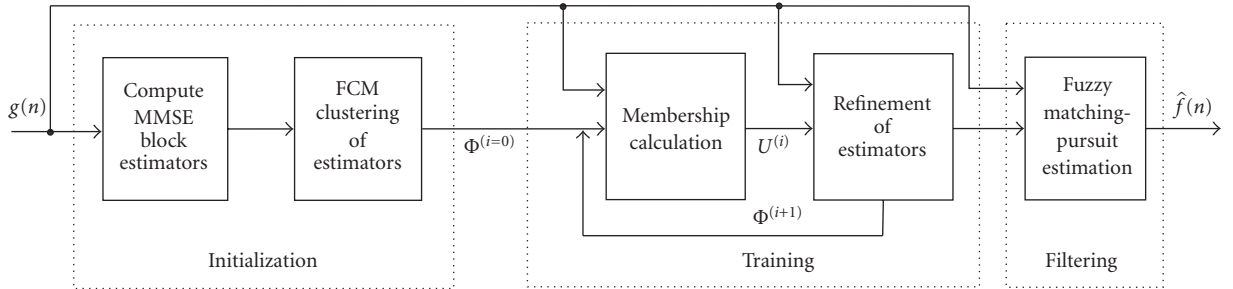 g(n)
Compute
MMSE
block
estimators
FCM
clustering
of
estimators
Φ^(i=0)
Membership
calculation
U^(i)
Refinement
of
estimators
Φ^(i+1)
Fuzzy
matching-
pursuit
estimation
f̂(n)
Initialization
Training
Filtering